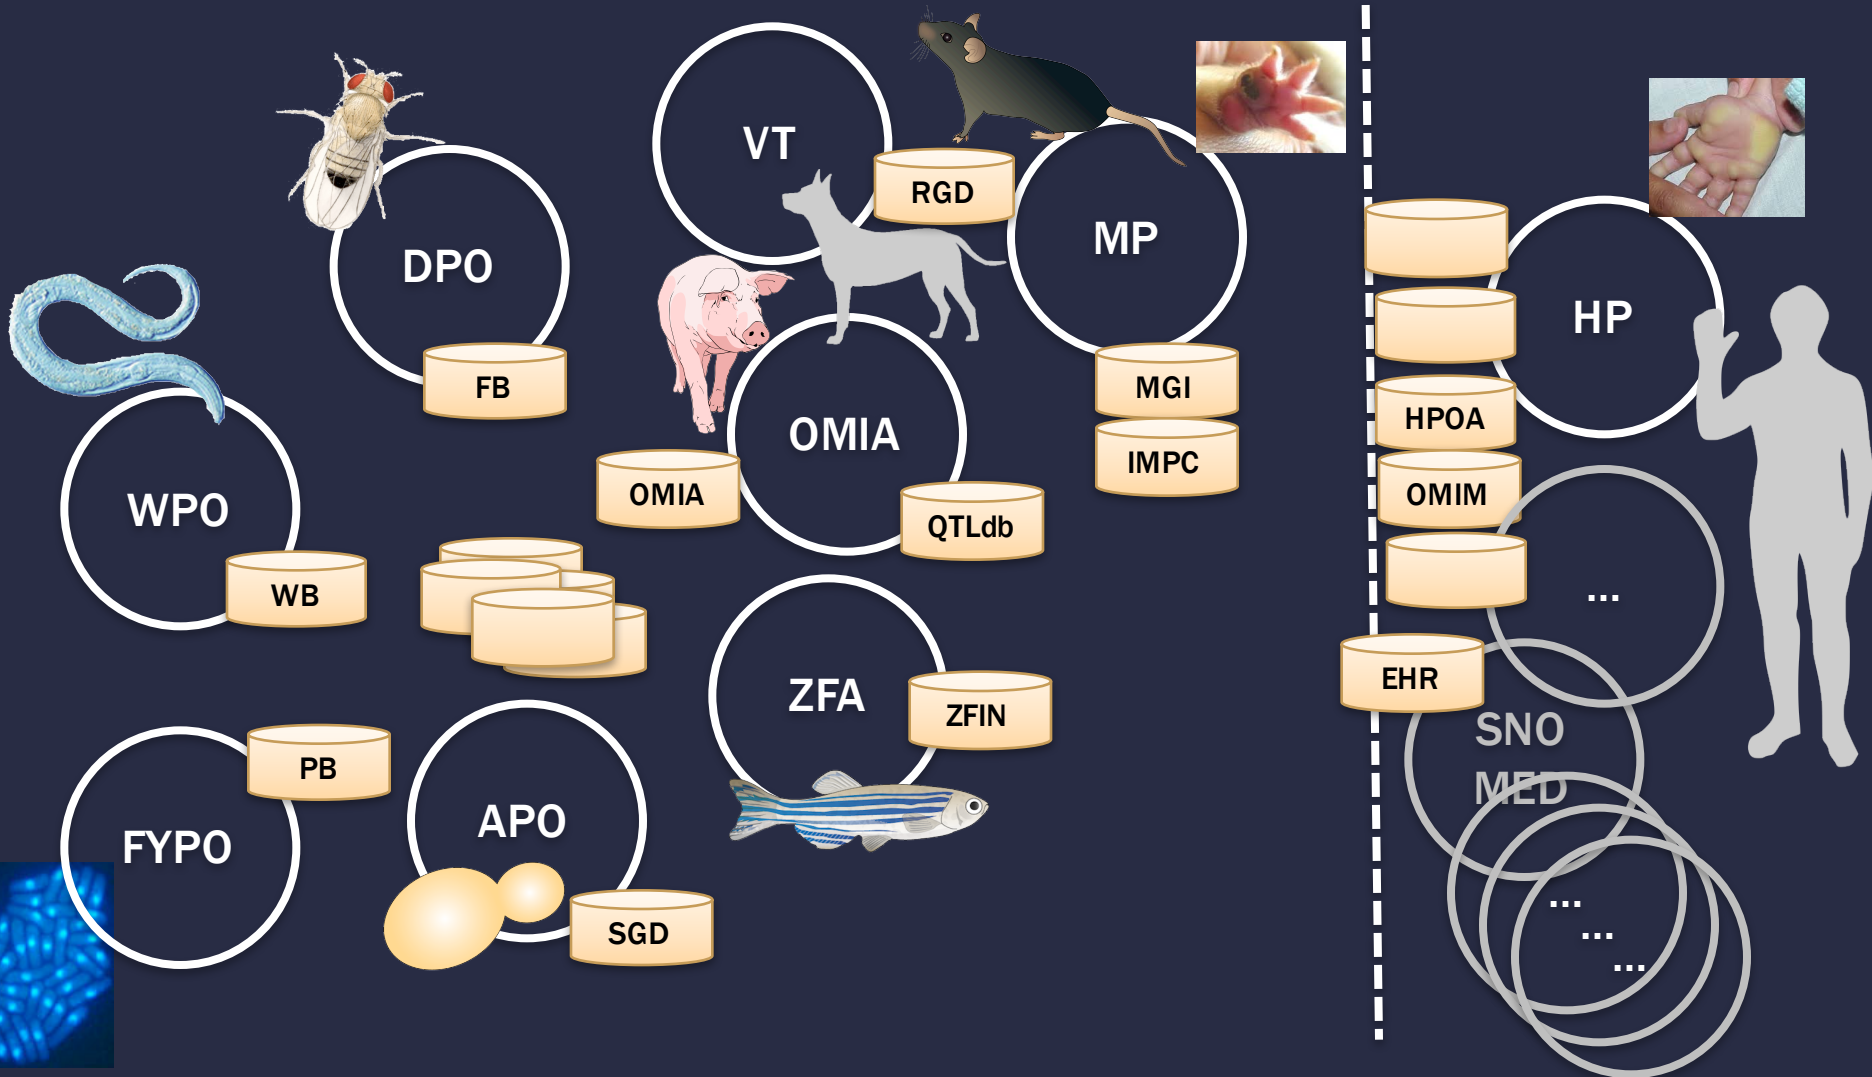 VT
RGD
MP
DPO
HP
FB
MGI
HPOA
OMIA
IMPC
OMIA
OMIM
WPO
QTLdb
WB
...
EHR
ZFA
ZFIN
SNO
MED
PB
APO
FYPO
SGD
...
...
...